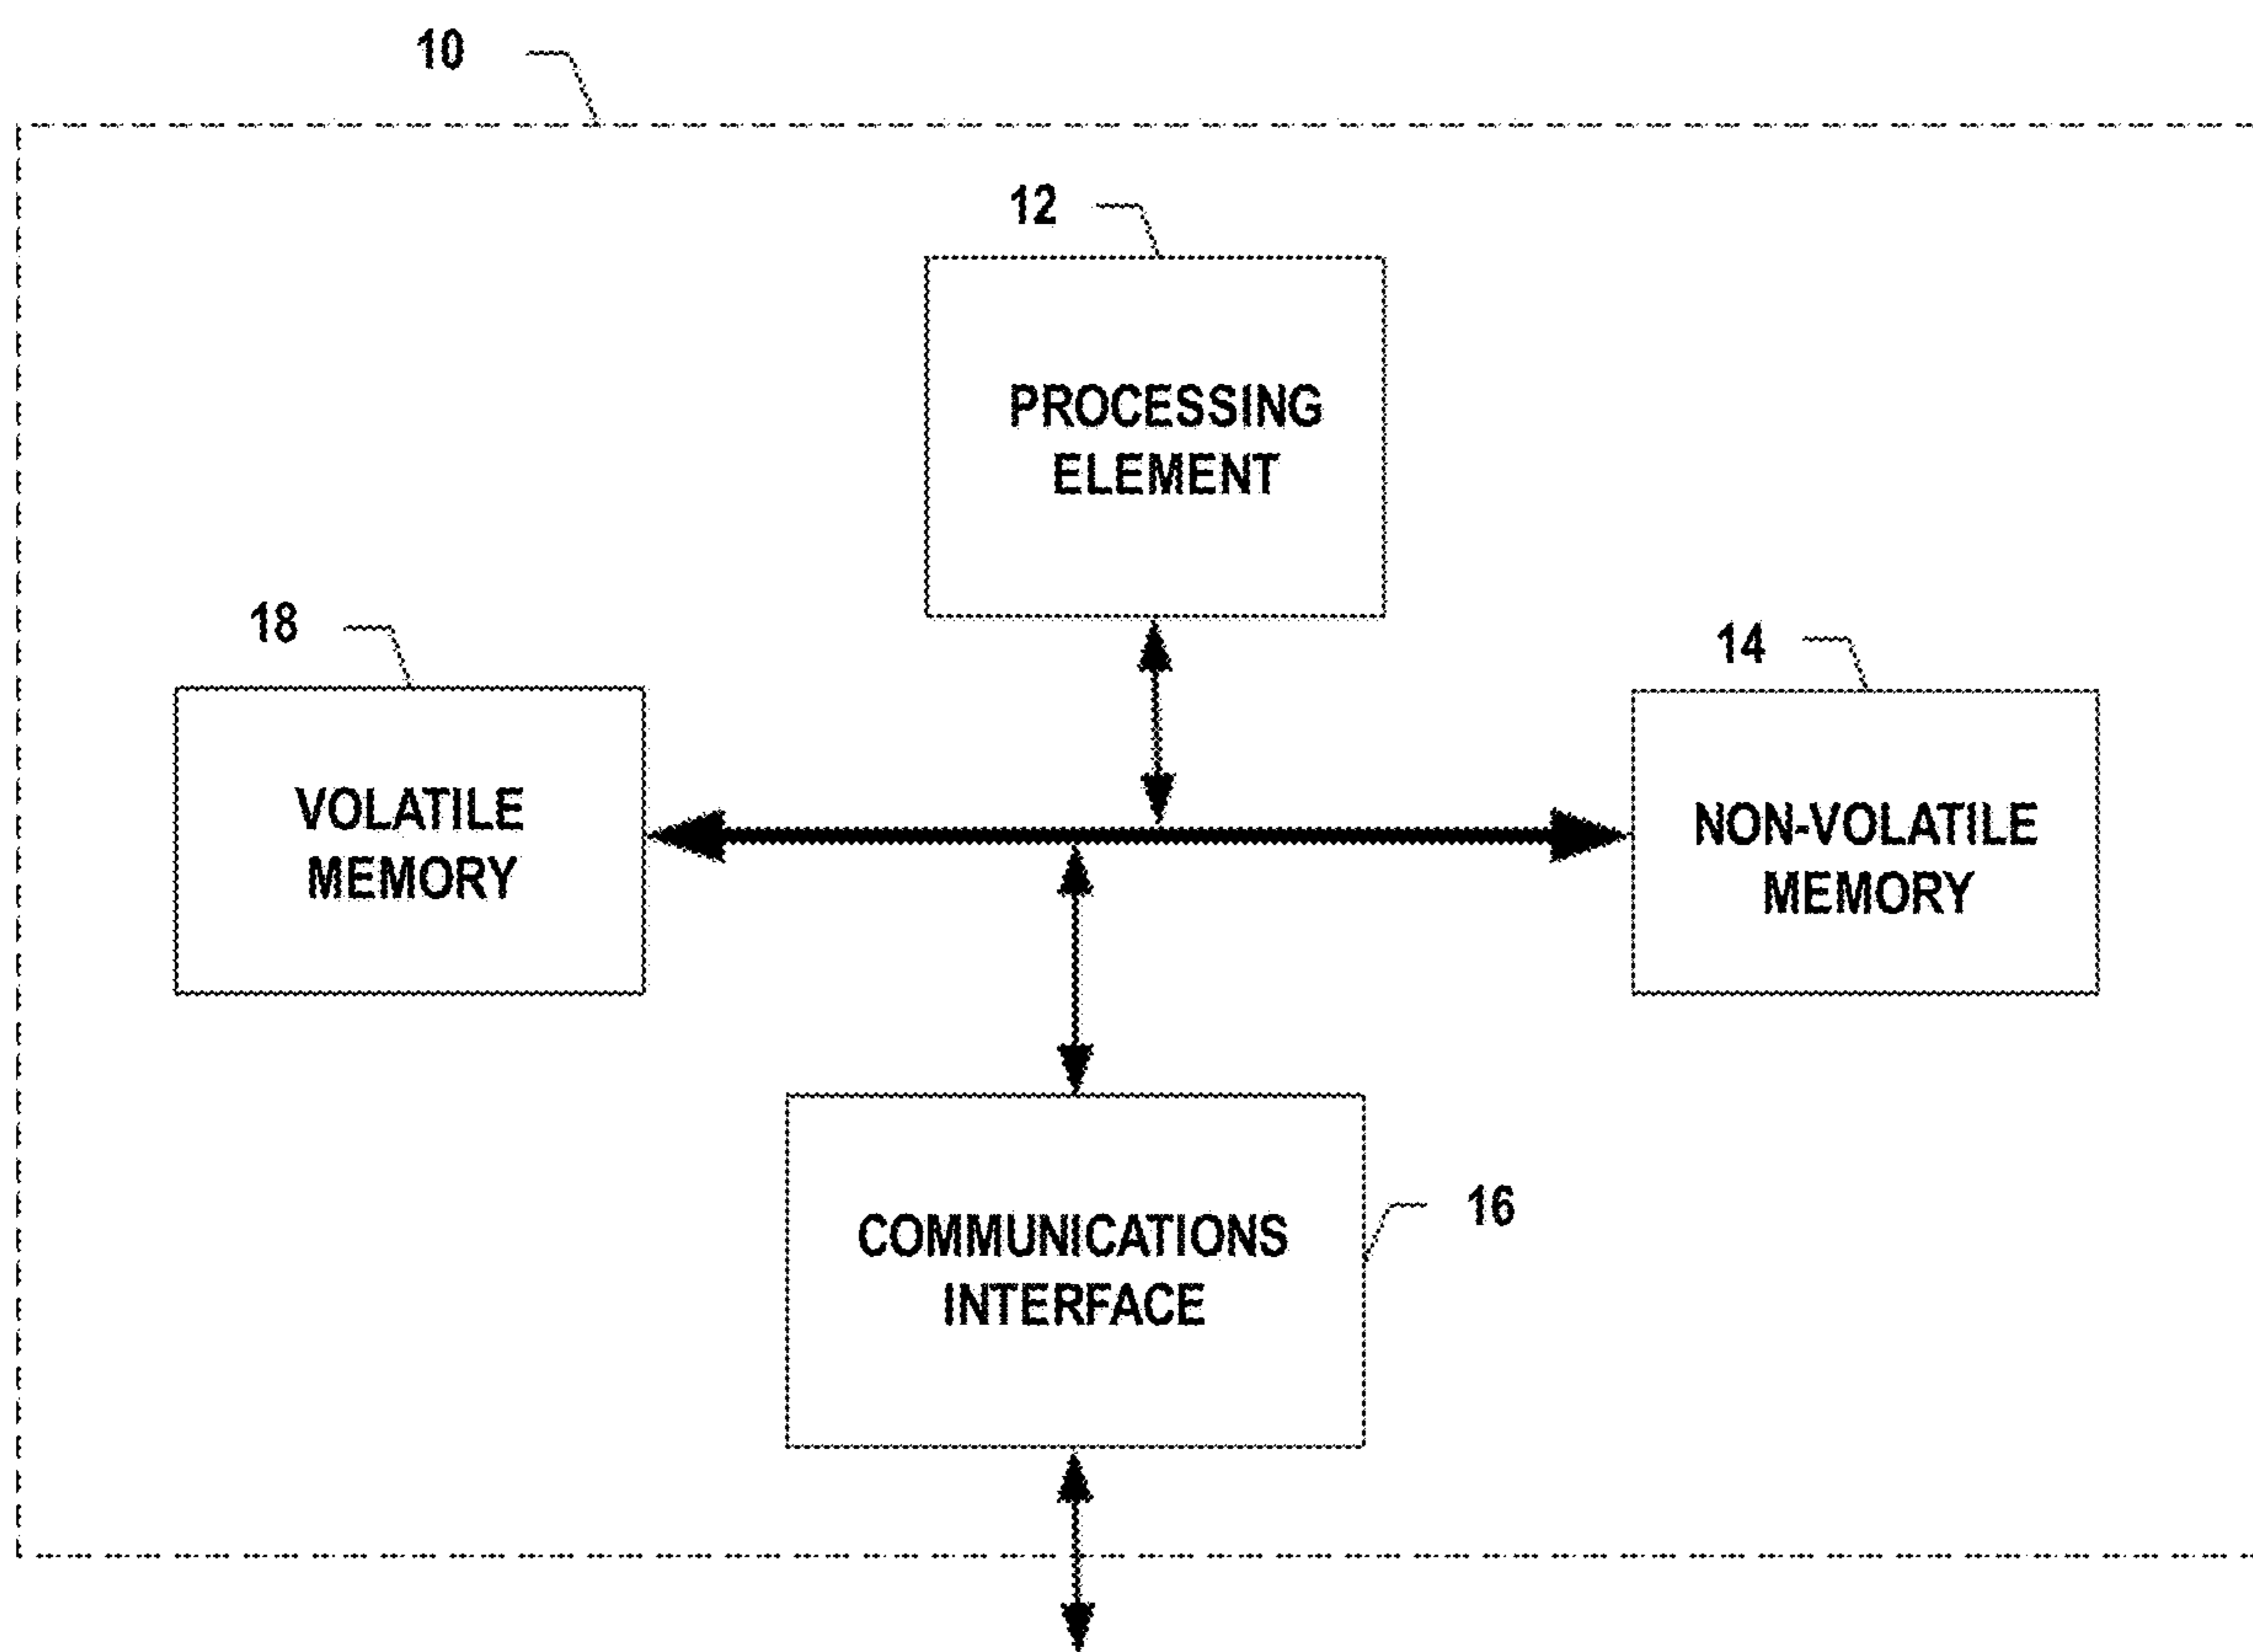 10
12
PROCESSING
ELEMENT
18
14
VOLATILE
MEMORY
NON-VOLATILE
MEMORY
16
COMMUNICATIONS
INTERFACE